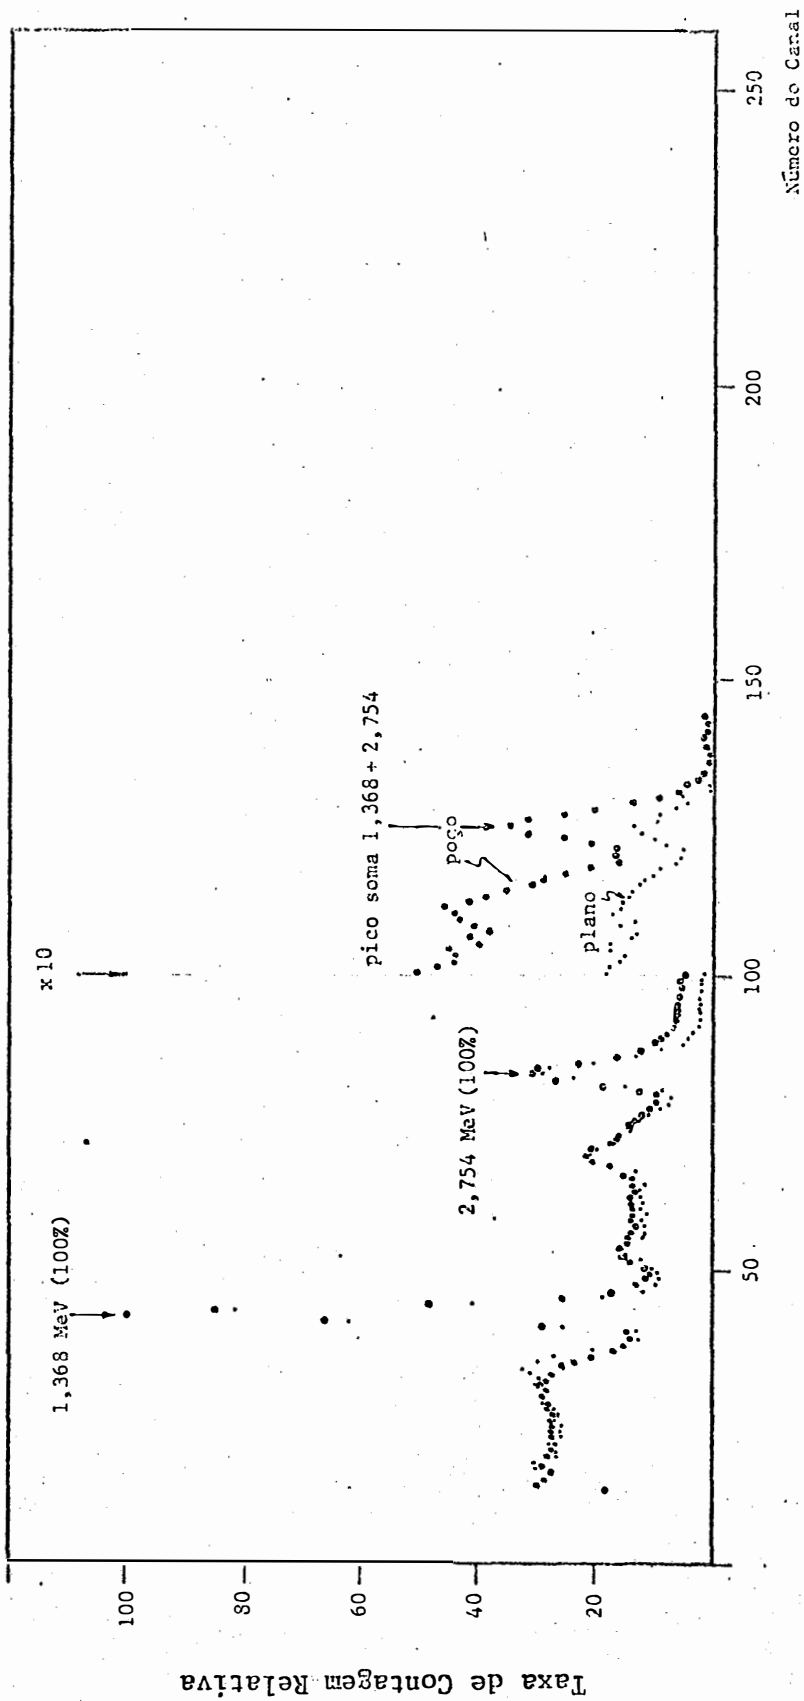 Taxa de Contagem Relativa
100
80
60
40
20
1,368 MeV (100%)
2,754 MeV (100%)
x10
pico soma 1,368 + 2,754
poço
plano
50
100
150
200
250
Número do Canal